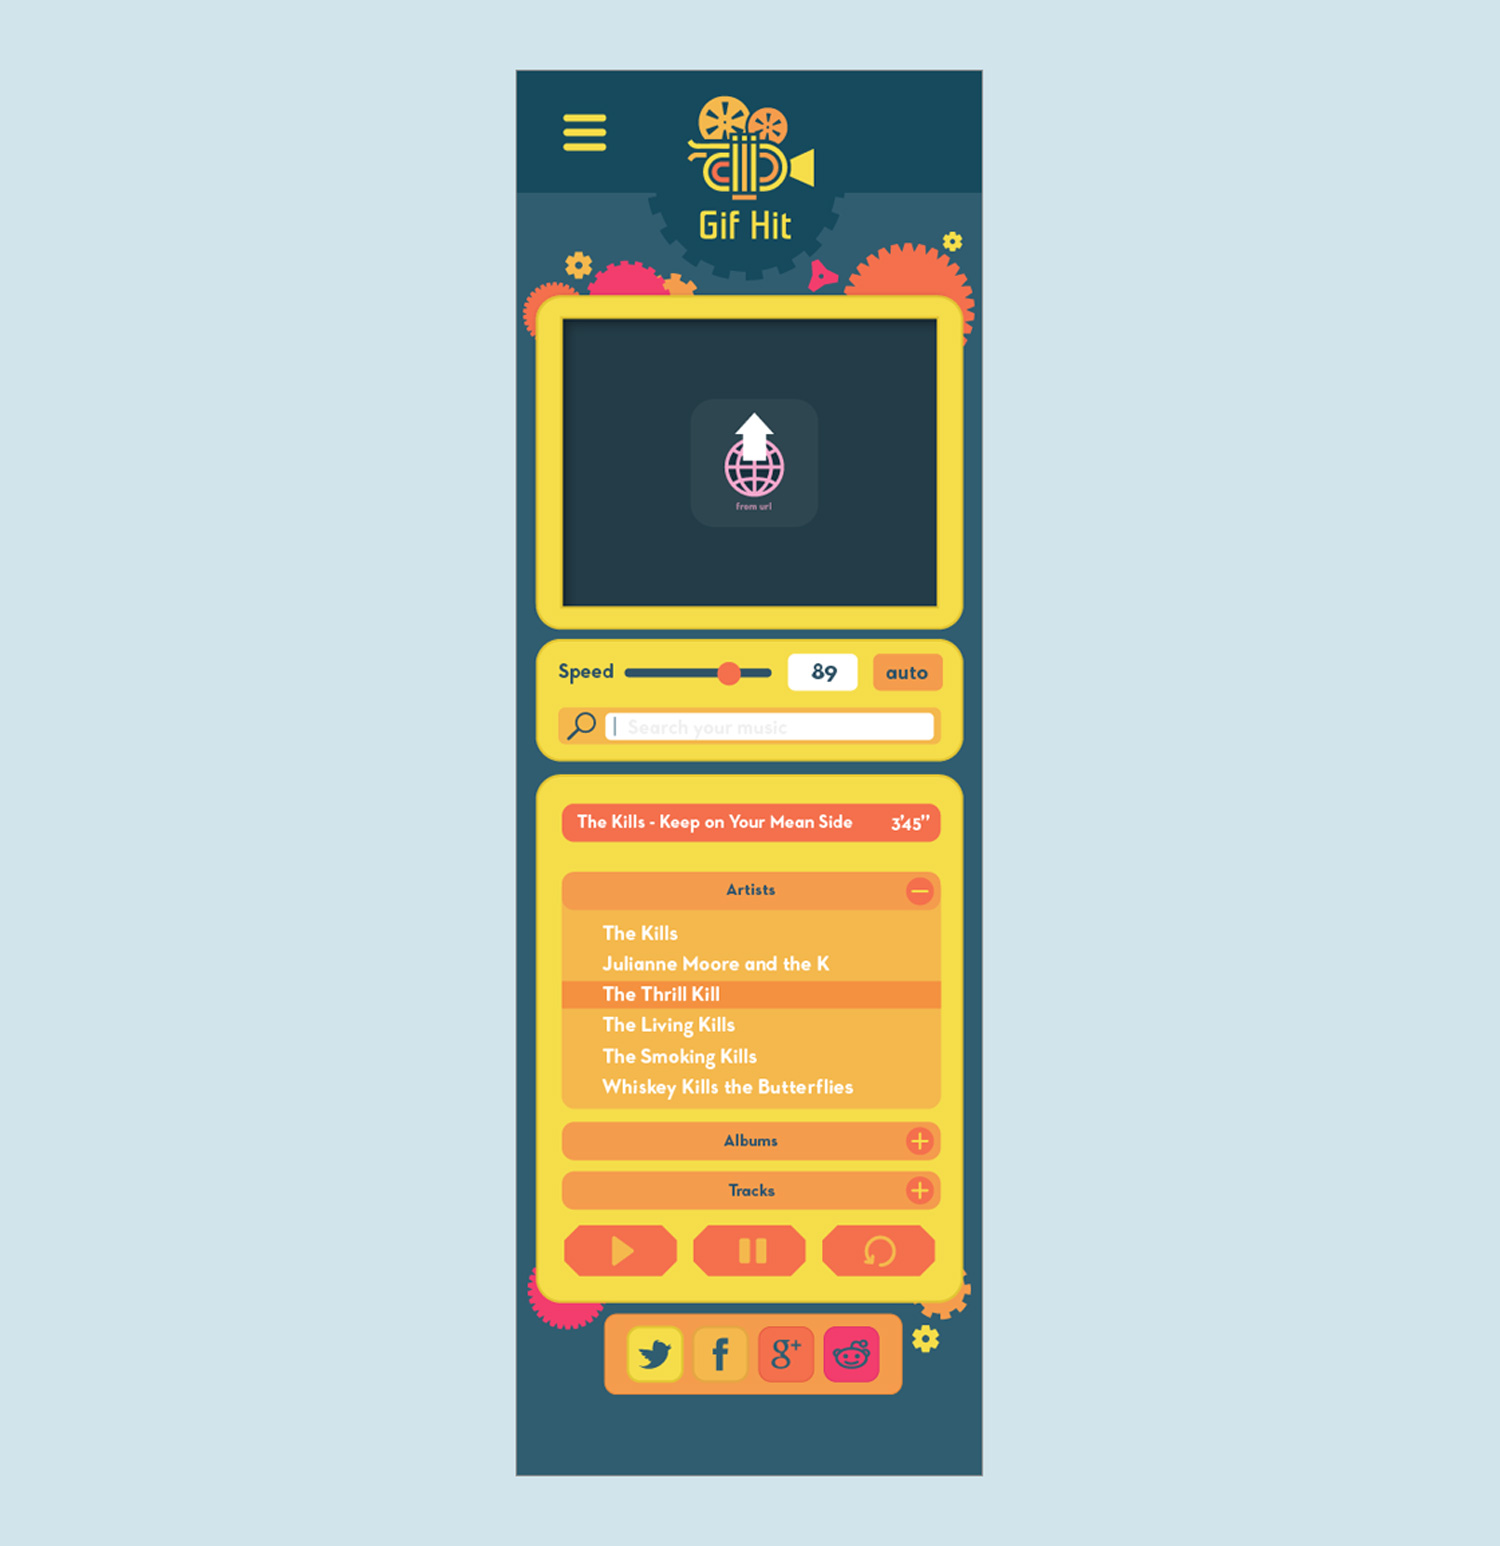 Gif Hit
from url
Speed 89 auto
Search your music
The Kills - Keep on Your Mean Side 3'45’’
Artists
The Kills
Julianne Moore and the K
The Thrill Kill
The Living Kills
The Smoking Kills
Whiskey Kills the Butterflies
Albums
Tracks
f g+